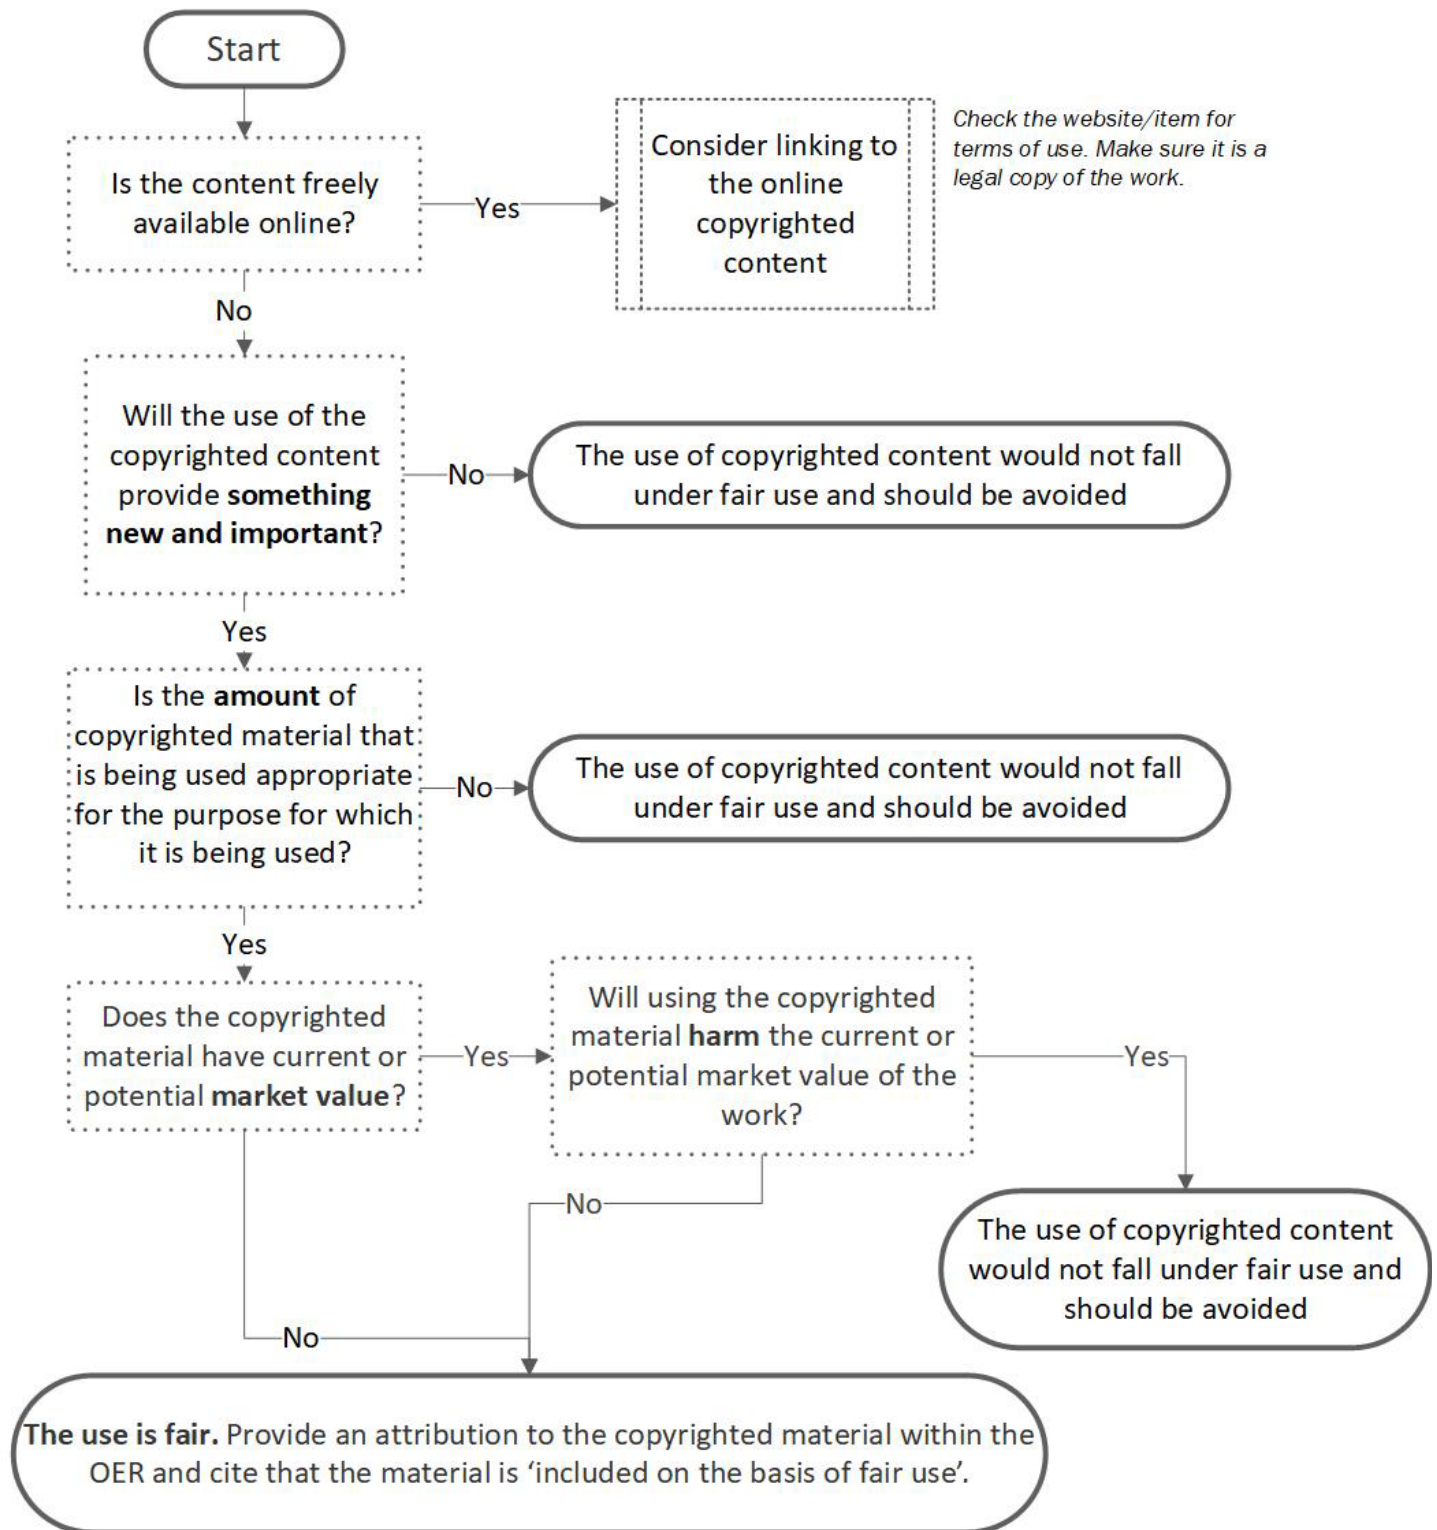 Start
Is the content freely
available online?
Yes
Consider linking to
the online
copyrighted
content
Check the website/item for
terms of use. Make sure it is a
legal copy of the work.
No
Will the use of the
copyrighted content
provide something
new and important?
No
The use of copyrighted content would not fall
under fair use and should be avoided
Yes
Is the amount of
copyrighted material that
is being used appropriate
for the purpose for which
it is being used?
No
The use of copyrighted content would not fall
under fair use and should be avoided
Yes
Does the copyrighted
material have current or
potential market value?
Yes
Will using the copyrighted
material harm the current or
potential market value of the
work?
Yes
No
The use of copyrighted content
would not fall under fair use and
should be avoided
No
The use is fair. Provide an attribution to the copyrighted material within the
OER and cite that the material is ‘included on the basis of fair use’.